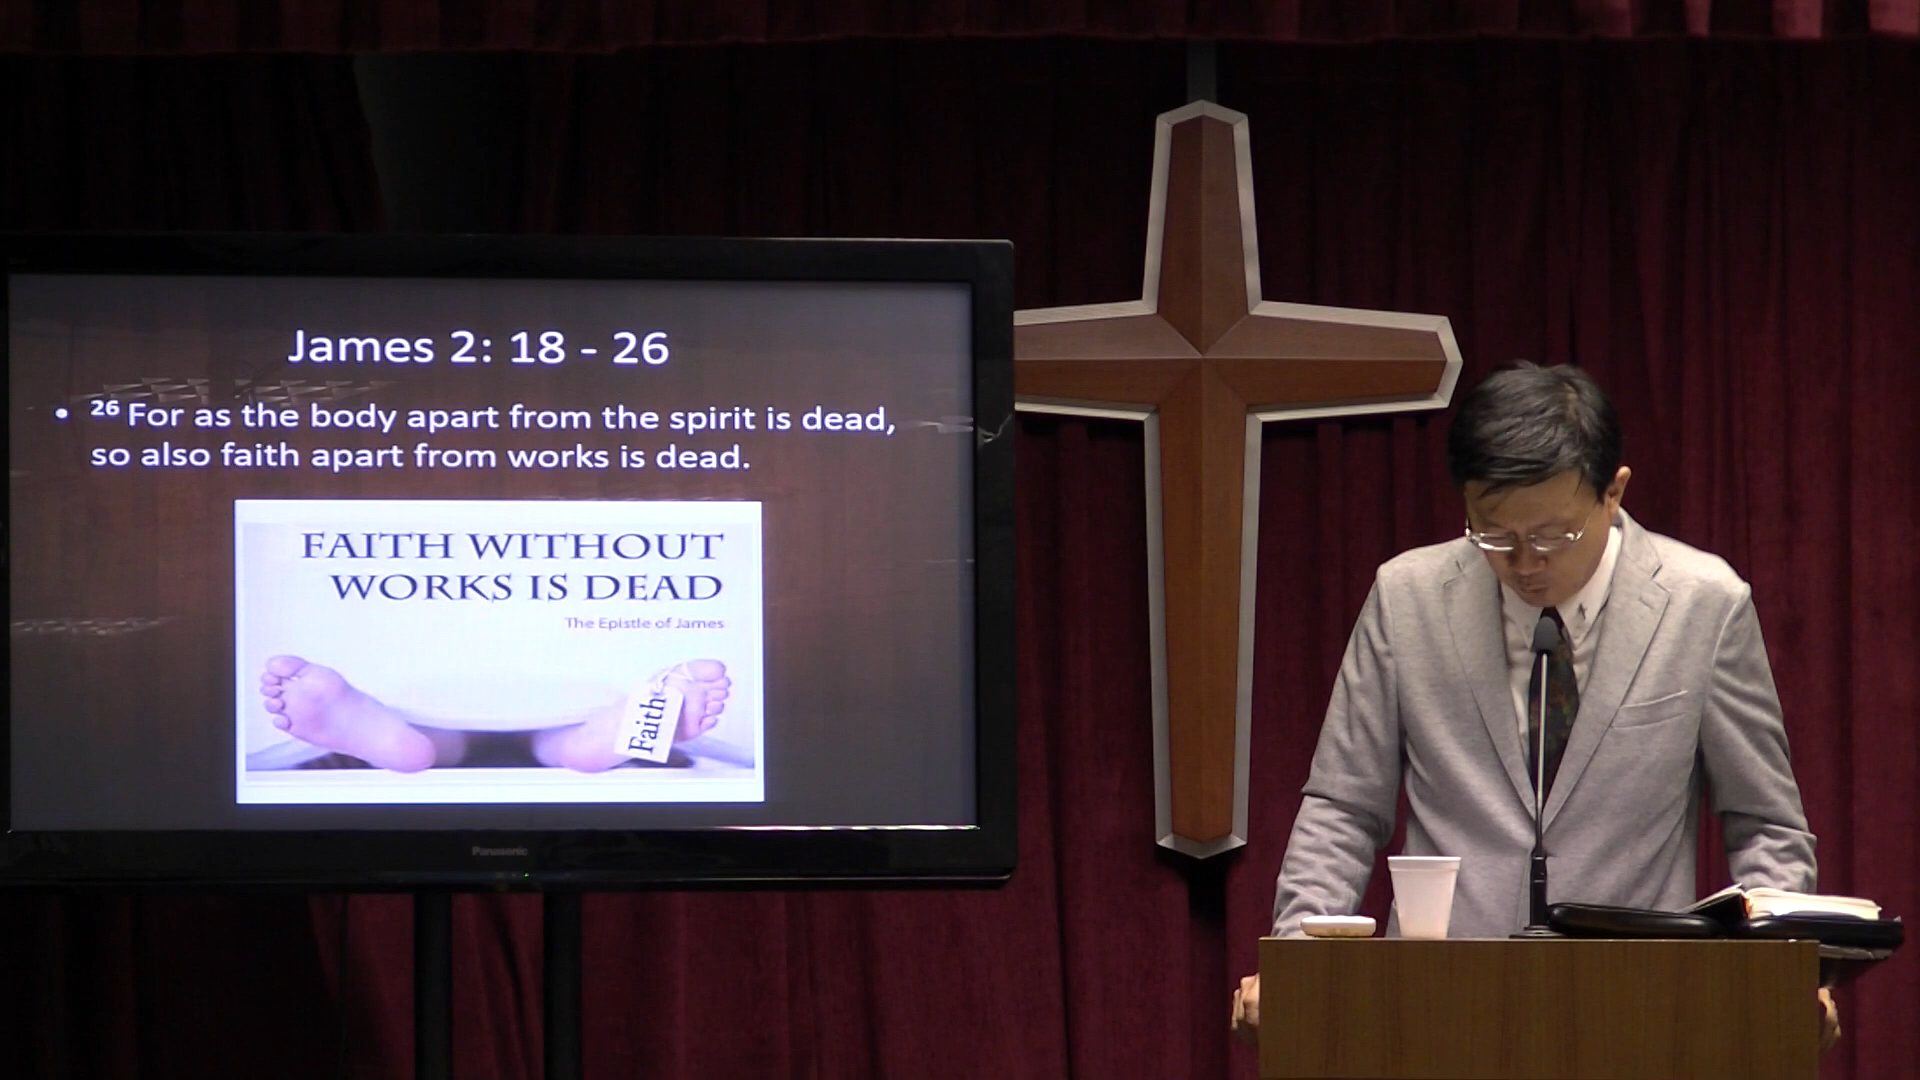 James 2: 18 - 26
• 26 For as the body apart from the spirit is dead,
so also faith apart from works is dead.
FAITH WITHOUT
WORKS IS DEAD
The Epistle of James
Faith
Panasonic